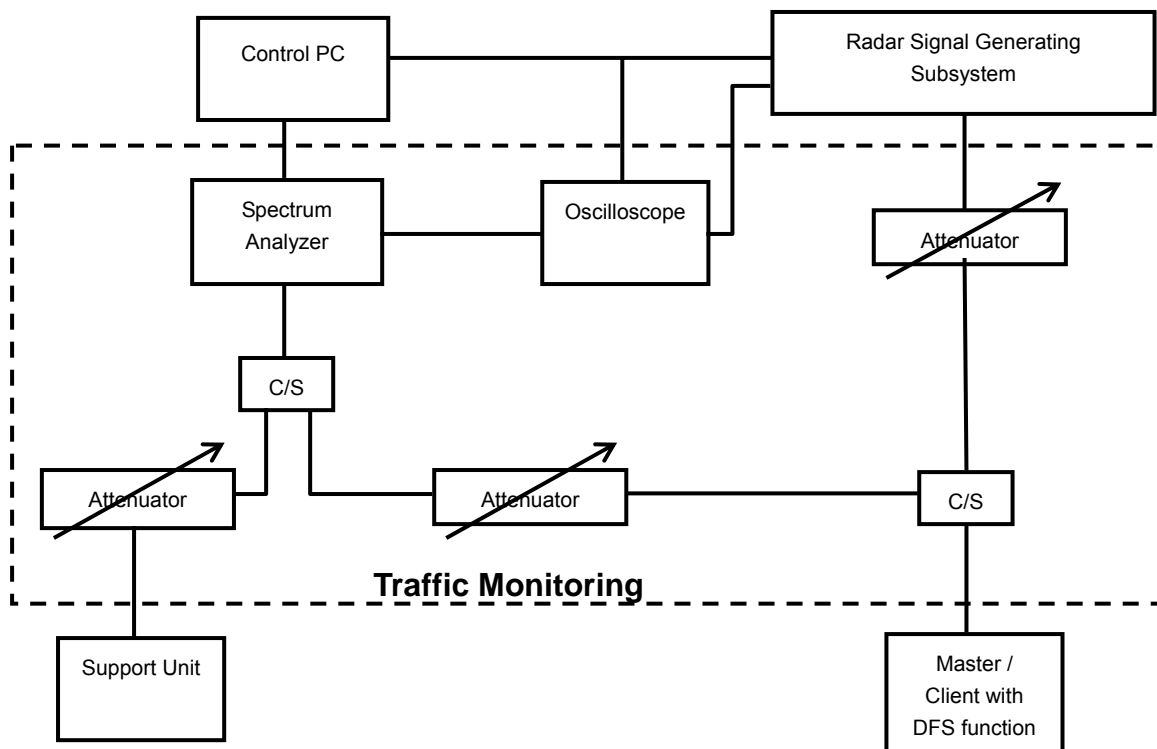 Control PC
Radar Signal Generating
Subsystem
Spectrum
Analyzer
Oscilloscope
Attenuator
C/S
Attenuator
Attenuator
C/S
Traffic Monitoring
Support Unit
Master /
Client with
DFS function